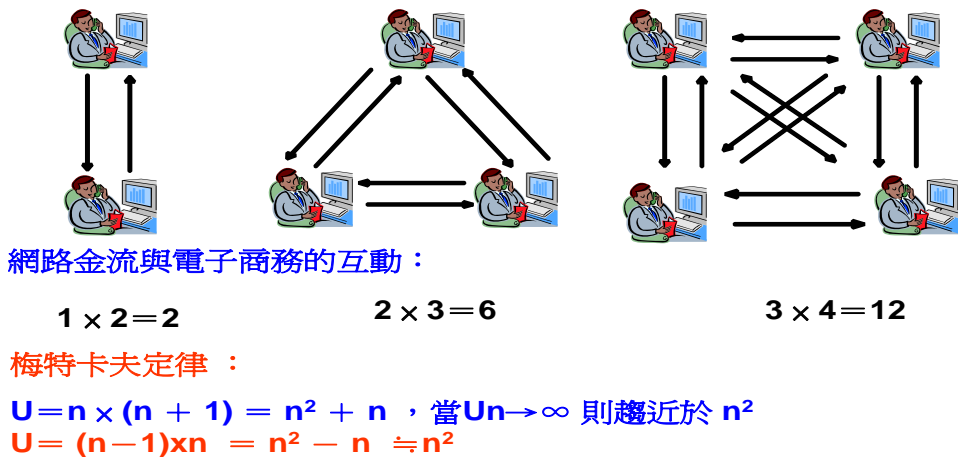 網路金流與電子商務的互動：
1 × 2＝2
2 × 3＝6
3 × 4＝12
梅特卡夫定律 ：
U＝n × (n ＋ 1) ＝ n² ＋ n ，當Un→∞ 則趨近於 n²
U＝ (n－1)xn ＝ n² － n ≒n²